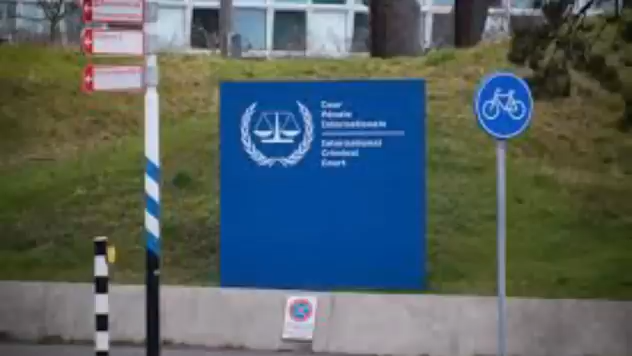 Cour
Pénale
Internationale
International
Criminal
Court